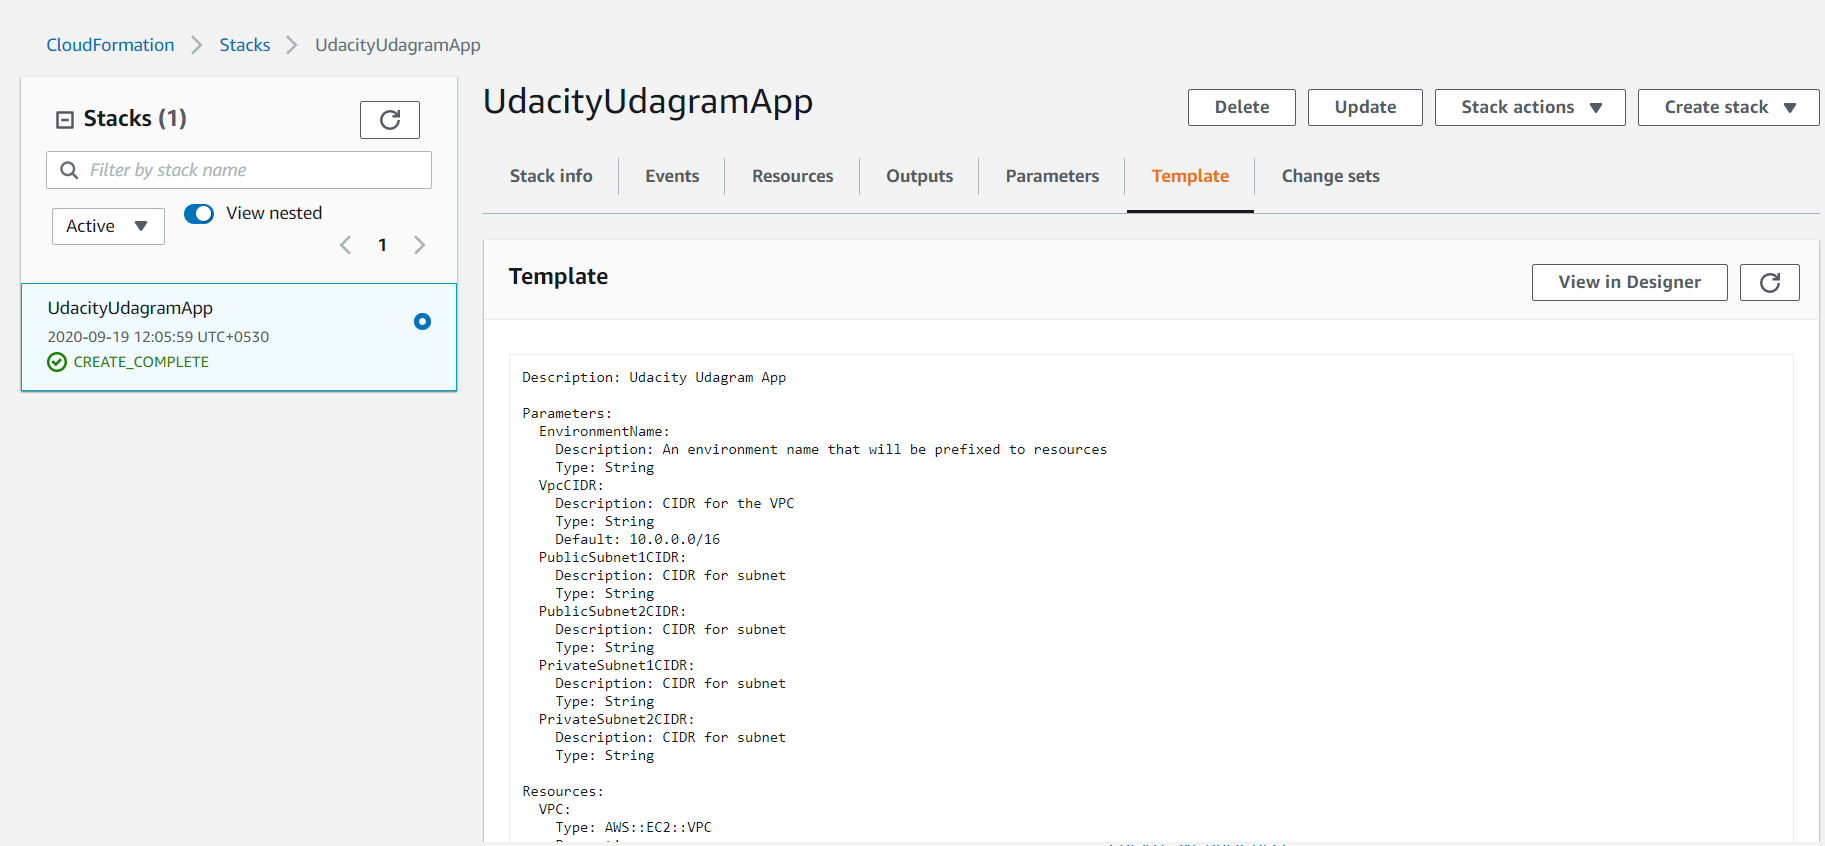 CloudFormation > Stacks > UdacityUdagramApp
Stacks (1)
Filter by stack name
Active
View nested
1
UdacityUdagramApp
2020-09-19 12:05:59 UTC+0530
CREATE_COMPLETE
UdacityUdagramApp
Delete
Update
Stack actions
Create stack
Stack info
Events
Resources
Outputs
Parameters
Template
Change sets
Template
View in Designer
Description: Udacity Udagram App
Parameters:
EnvironmentName:
Description: An environment name that will be prefixed to resources
Type: String
VpcCIDR:
Description: CIDR for the VPC
Type: String
Default: 10.0.0.0/16
PublicSubnet1CIDR:
Description: CIDR for subnet
Type: String
PublicSubnet2CIDR:
Description: CIDR for subnet
Type: String
PrivateSubnet1CIDR:
Description: CIDR for subnet
Type: String
PrivateSubnet2CIDR:
Description: CIDR for subnet
Type: String
Resources:
VPC:
Type: AWS::EC2::VPC